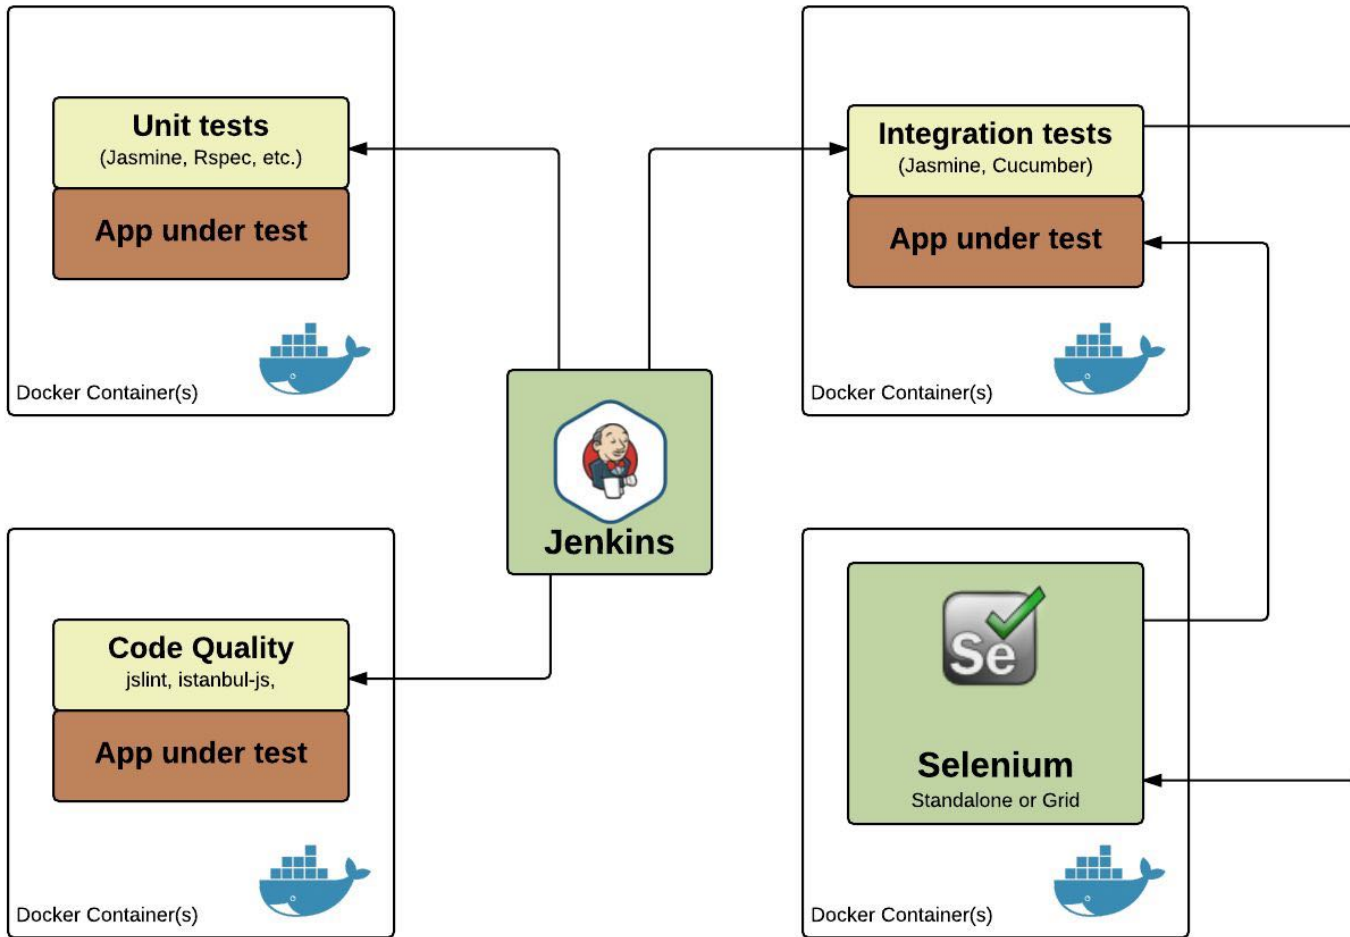 Unit tests
(Jasmine, Rspec, etc.)
App under test
Docker Container(s)
Integration tests
(Jasmine, Cucumber)
App under test
Docker Container(s)
Jenkins
Code Quality
jslint, istanbul-js,
App under test
Docker Container(s)
Se
Selenium
Standalone or Grid
Docker Container(s)